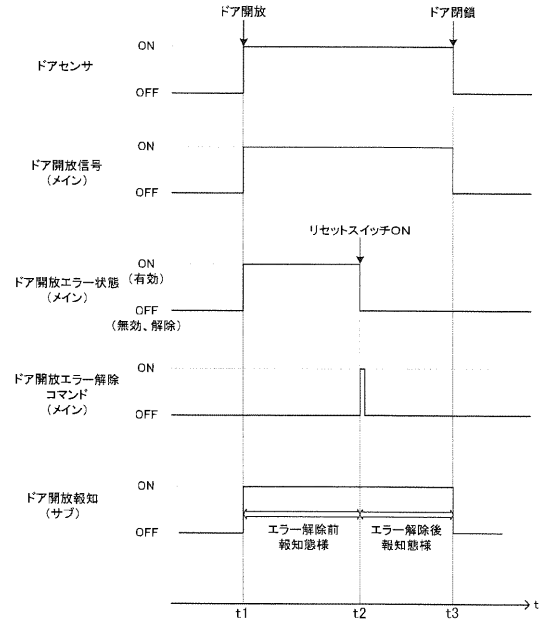 ドア開放
ドア閉鎖
ドアセンサ
ON
OFF
ドア開放信号
(メイン)
ON
OFF
リセットスイッチON
ドア開放エラー状態
(メイン)
ON
(有効)
OFF
(無効、解除)
ドア開放エラー解除
コマンド
(メイン)
ON
OFF
ドア開放報知
(サブ)
ON
OFF
エラー解除前
報知態様
エラー解除後
報知態様
t1
t2
t3
t